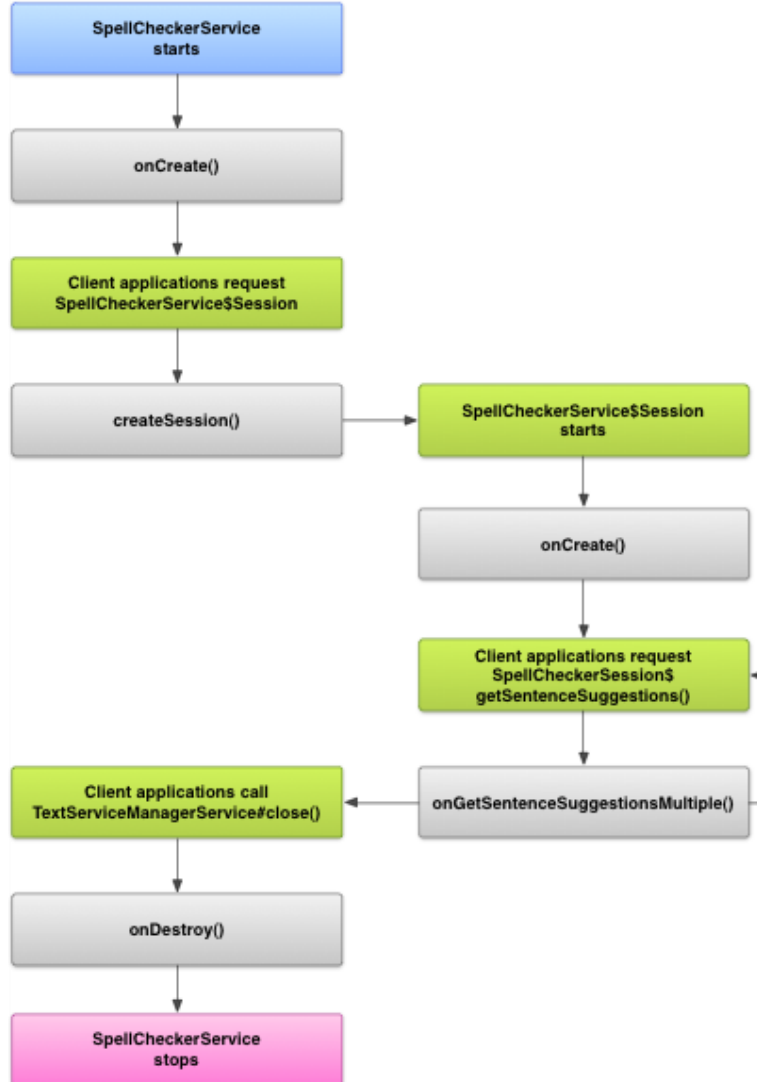 SpellCheckerService
starts
onCreate()
Client applications request
SpellCheckerService$Session
createSession()
SpellCheckerService$Session
starts
onCreate()
Client applications request
SpellCheckerSession$
getSentenceSuggestions()
onGetSentenceSuggestionsMultiple()
Client applications call
TextServiceManagerService#close()
onDestroy()
SpellCheckerService
stops